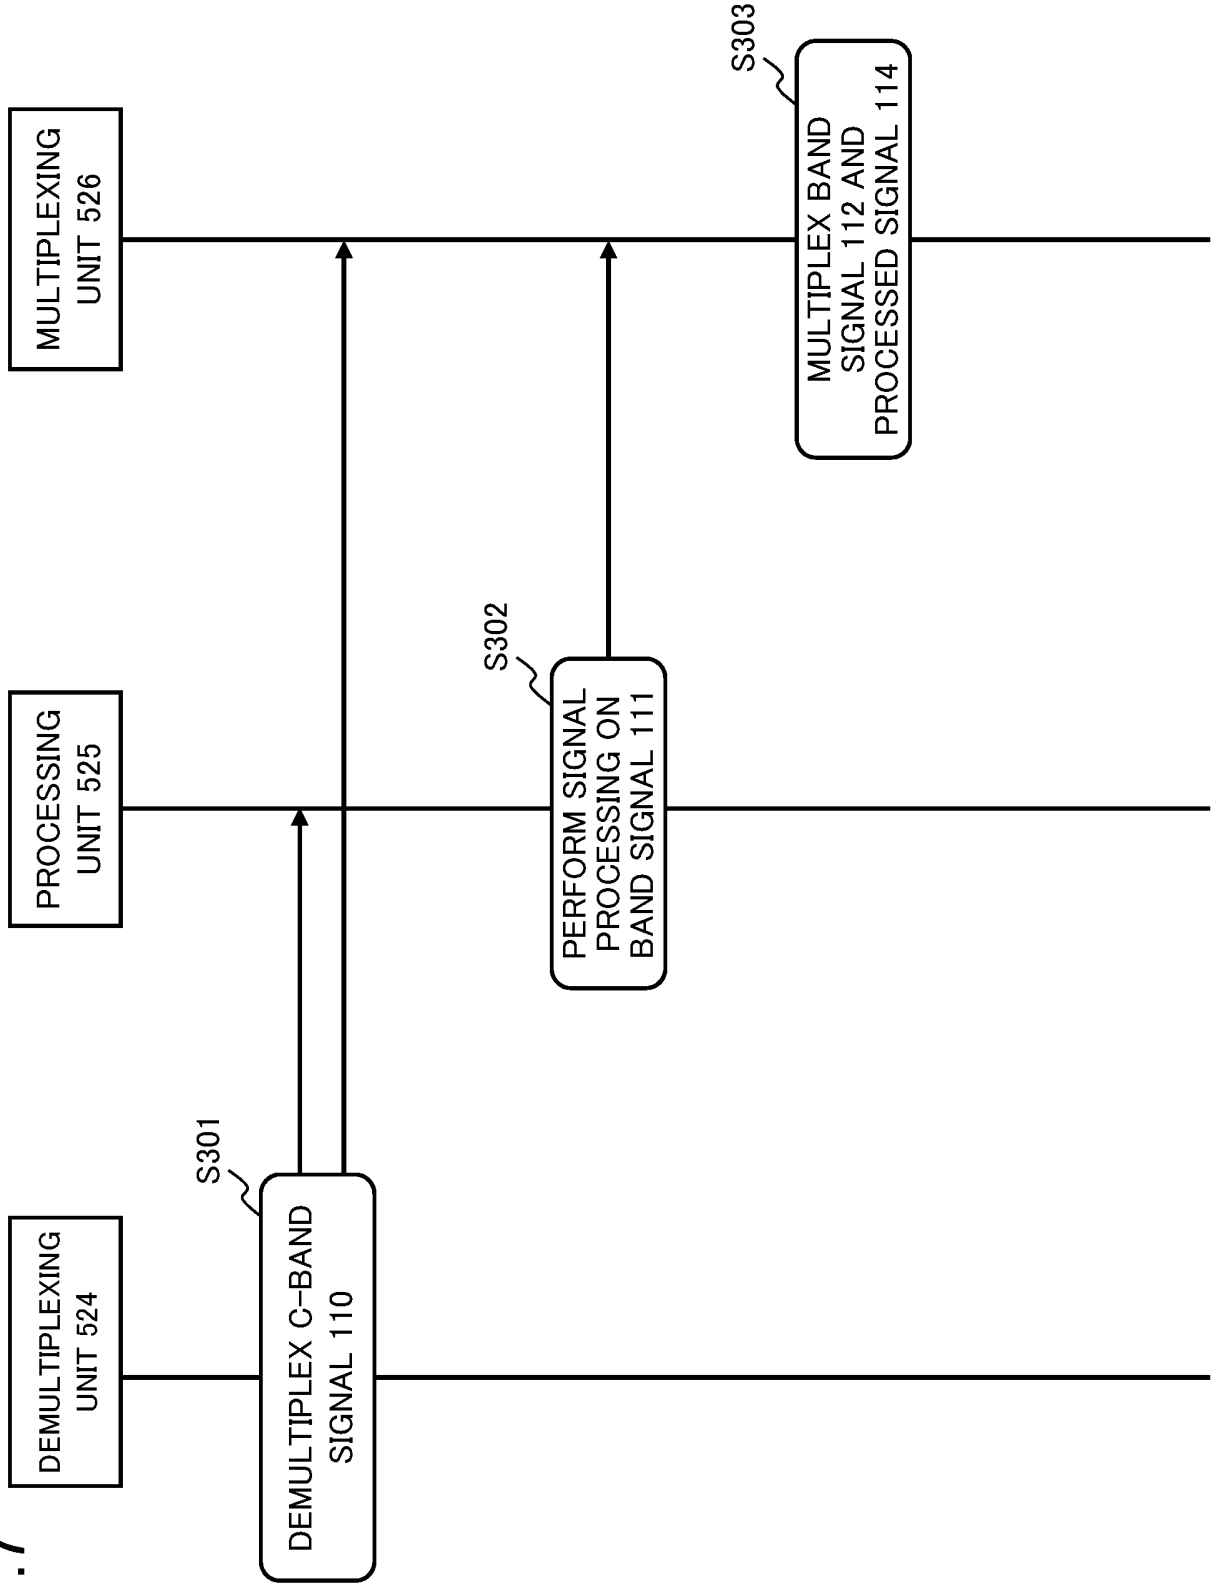 .7
DEMULTIPLEXING
UNIT 524
PROCESSING
UNIT 525
MULTIPLEXING
UNIT 526
S301
DEMULTIPLEX C-BAND
SIGNAL 110
S302
PERFORM SIGNAL
PROCESSING ON
BAND SIGNAL 111
S303
MULTIPLEX BAND
SIGNAL 112 AND
PROCESSED SIGNAL 114